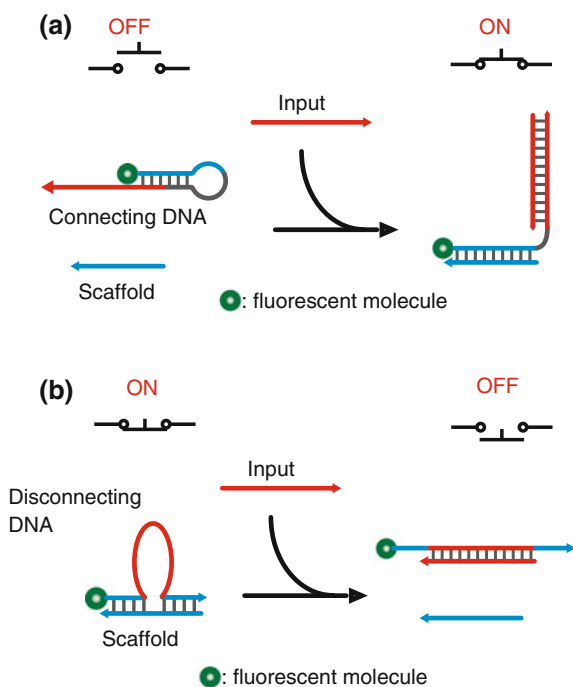 (a)
OFF
ON
Input
Connecting DNA
Scaffold
: fluorescent molecule
(b)
ON
OFF
Input
Disconnecting
DNA
Scaffold
: fluorescent molecule